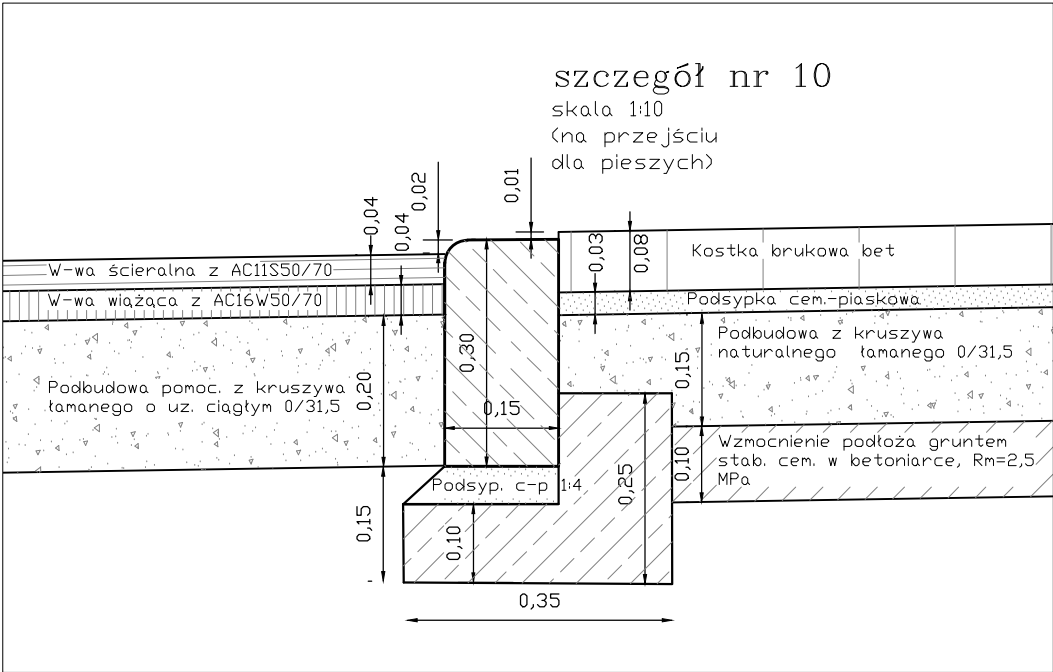 szczegół nr 10
skala 1:10
(na przejściu
dla pieszych)
0,02
0,01
0,04
0,04
0,03
0,08
W-wa ścieralna z AC11S50/70
W-wa wiążąca z AC16W50/70
Kostka brukowa bet
Podsypka cem.-piaskowa
Podbudowa z kruszywa
naturalnego łamanego 0/31,5
0,15
0,30
0,20
Podbudowa pomoc. z kruszywa
łamanego o uz. ciągłym 0/31,5
0,15
Wzmocnienie podłoża gruntem
stab. cem. w betoniarce, Rm=2,5
MPa
0,10
Podsyp. c-p 1:4
0,25
0,15
0,10
0,35